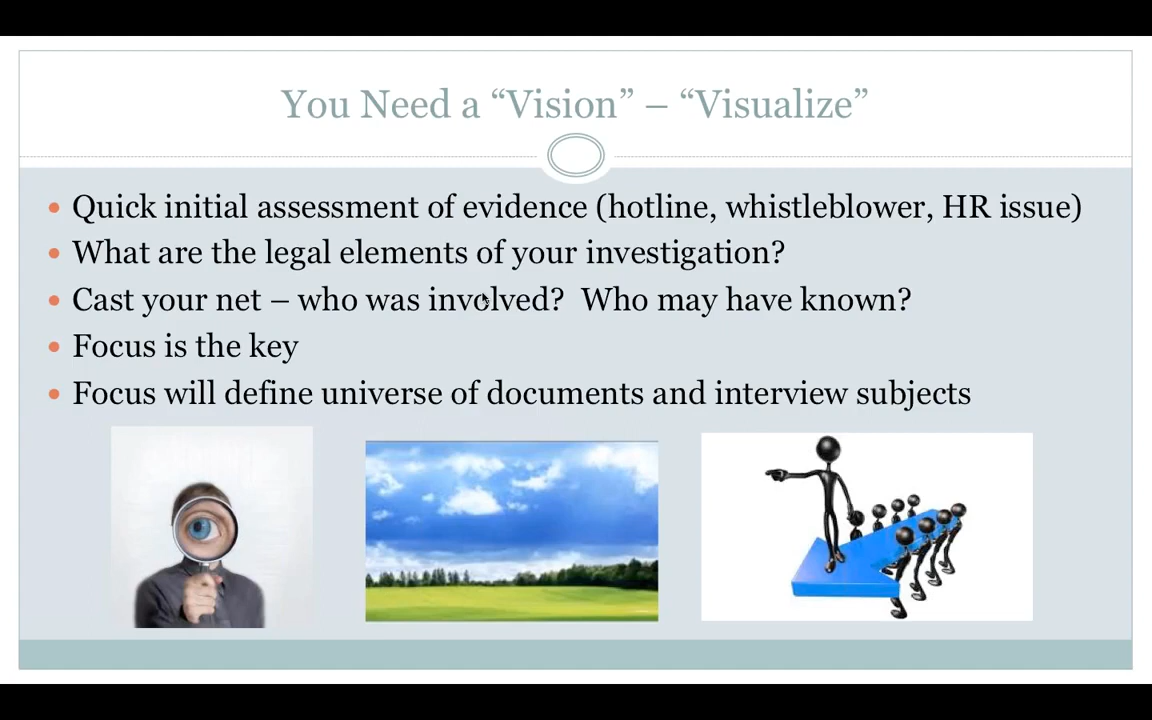 You Need a “Vision” – “Visualize”
• Quick initial assessment of evidence (hotline, whistleblower, HR issue)
• What are the legal elements of your investigation?
• Cast your net – who was involved?  Who may have known?
• Focus is the key
• Focus will define universe of documents and interview subjects